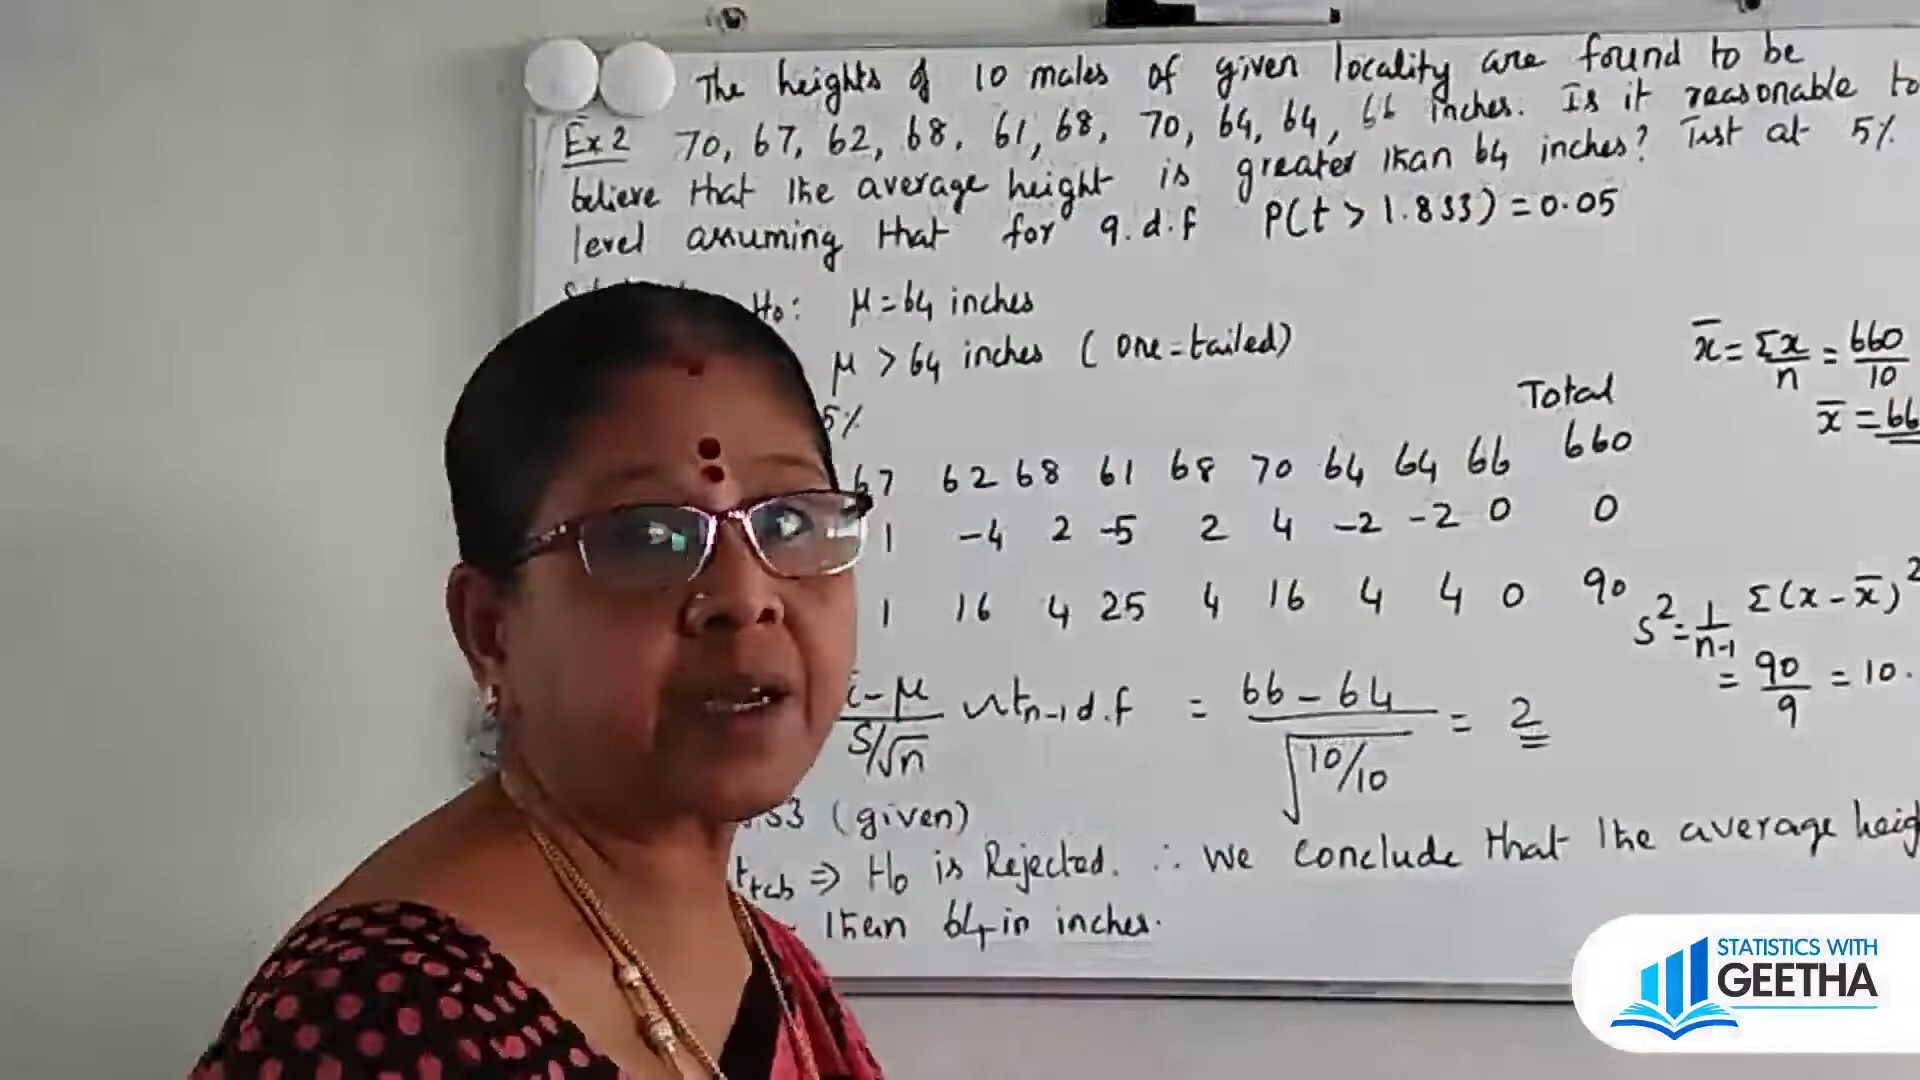 The heights of 10 males of given locality are found to be
Ex 2 70, 67, 62, 68, 61, 68, 70, 64, 64, 66 inches. Is it reasonable to
believe that the average height is greater than 64 inches? Test at 5%
level assuming that for 9.d.f P(t > 1.833) = 0.05
H₀: μ = 64 inches
μ > 64 inches (One=tailed)
x̄ = Σx/n = 660/10
x̄ = 66
5%
Total
67 62 68 61 68 70 64 64 66 660
1 -4 2 -5 2 4 -2 -2 0 0
1 16 4 25 4 16 4 4 0 90
S² = 1/n-1 Σ(x - x̄)²
= 90/9 = 10.
- μ / S/√n ~ tn-1 d.f = 66 - 64 / √10/10 = 2
33 (given)
ttab ⇒ H₀ is Rejected. ∴ We conclude that the average heig
than 64 in inches.
STATISTICS WITH
GEETHA